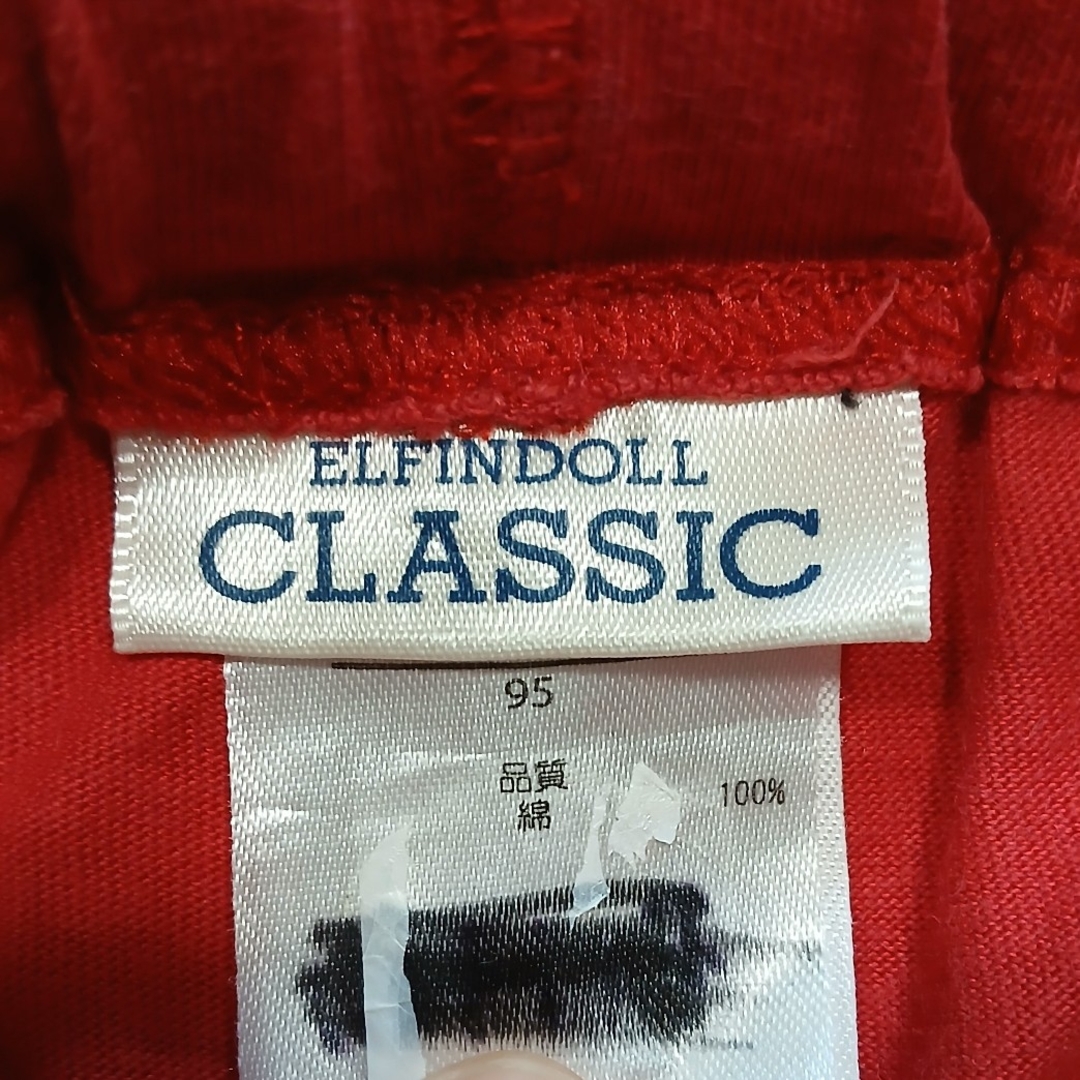 ELFINDOLL
CLASSIC
95
品質
綿 100%